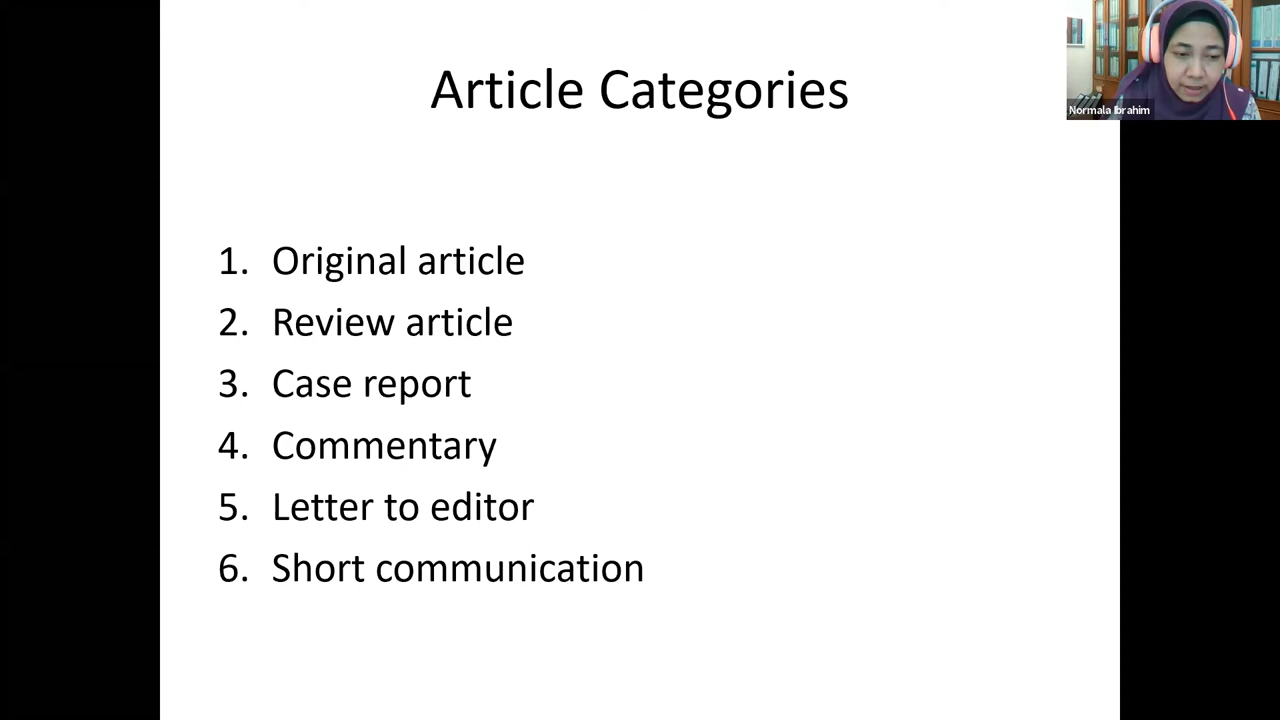 Article Categories
Normala Ibrahim
1. Original article
2. Review article
3. Case report
4. Commentary
5. Letter to editor
6. Short communication